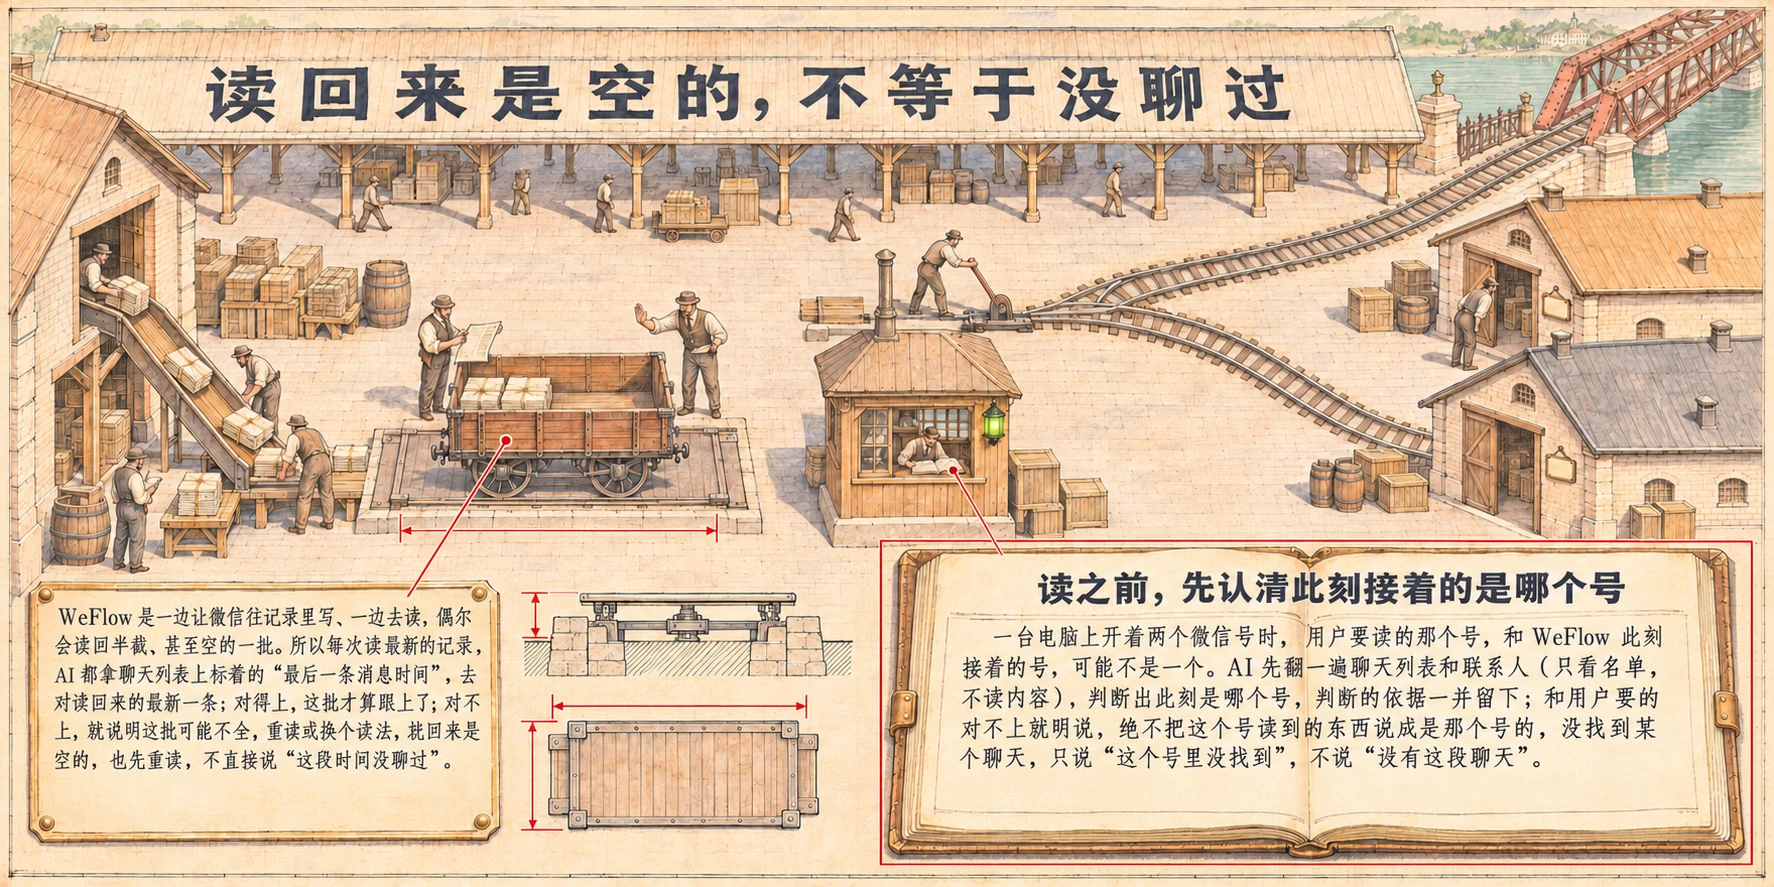 读回来是空的，不等于没聊过
WeFlow 是一边让微信往记录里写、一边去读，偶尔
会读回半截、甚至空的一批。所以每次读最新的记录，
AI 都拿聊天列表上标着的“最后一条消息时间”，去
对读回来的最新一条；对得上，这批才算跟上了；对不
上，就说明这批可能不全，重读或换个读法，就回来是
空的，也先重读，不直接说“这段时间没聊过”。
读之前，先认清此刻接着的是哪个号
一台电脑上开着两个微信号时，用户要读的那个号，和 WeFlow 此刻
接着的号，可能不是一个。AI 先翻一遍聊天列表和联系人（只看名单，
不读内容），判断出此刻是哪个号，判断的依据一并留下；和用户要的
对不上就明说，绝不把这个号读到的东西说成是那个号的，没找到某
个聊天，只说“这个号里没找到”，不说“没有这段聊天”。